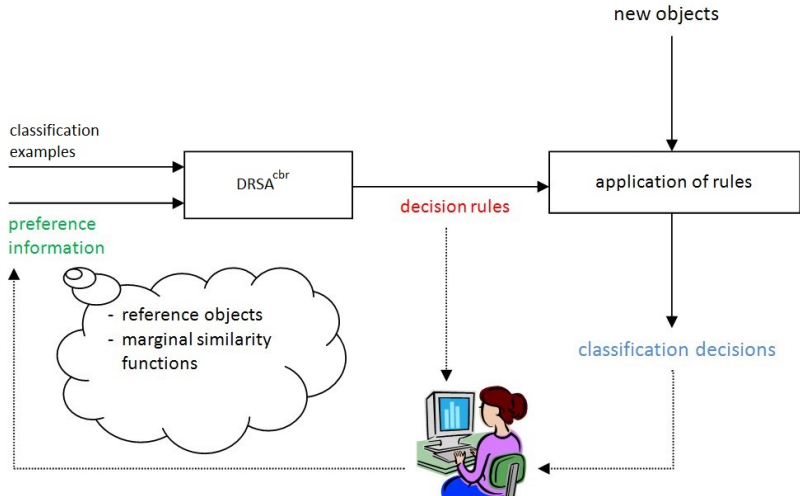 new objects
classification
examples
DRSA^cbr
application of rules
decision rules
preference
information
- reference objects
- marginal similarity
functions
classification decisions